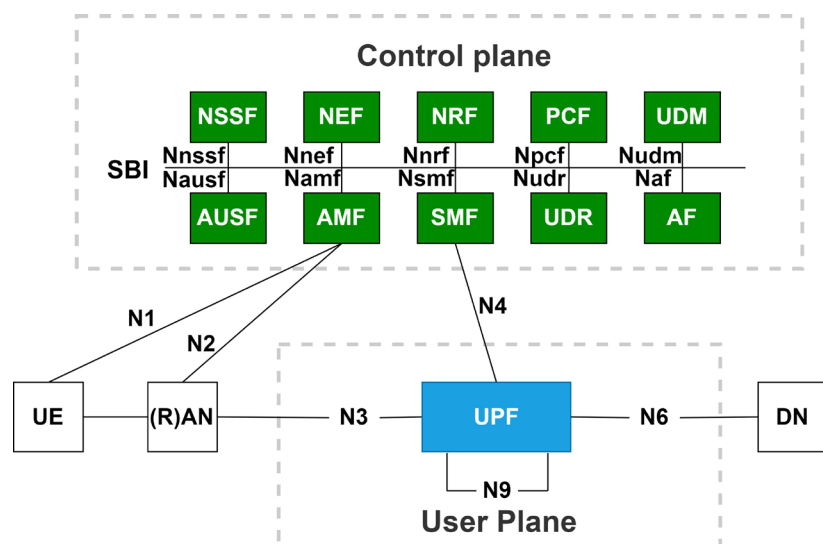 Control plane
NSSF NEF NRF PCF UDM
Nnssf Nnef Nnrf Npcf Nudm
SBI
Nausf Namf Nsmf Nudr Naf
AUSF AMF SMF UDR AF
N1
N2
N4
UE (R)AN N3 UPF N6 DN
N9
User Plane